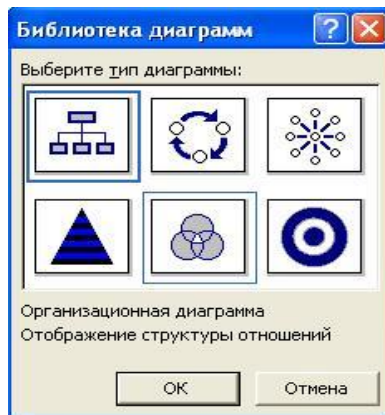 Библиотека диаграмм
Выберите тип диаграммы:
Организационная диаграмма
Отображение структуры отношений
ОК
Отмена